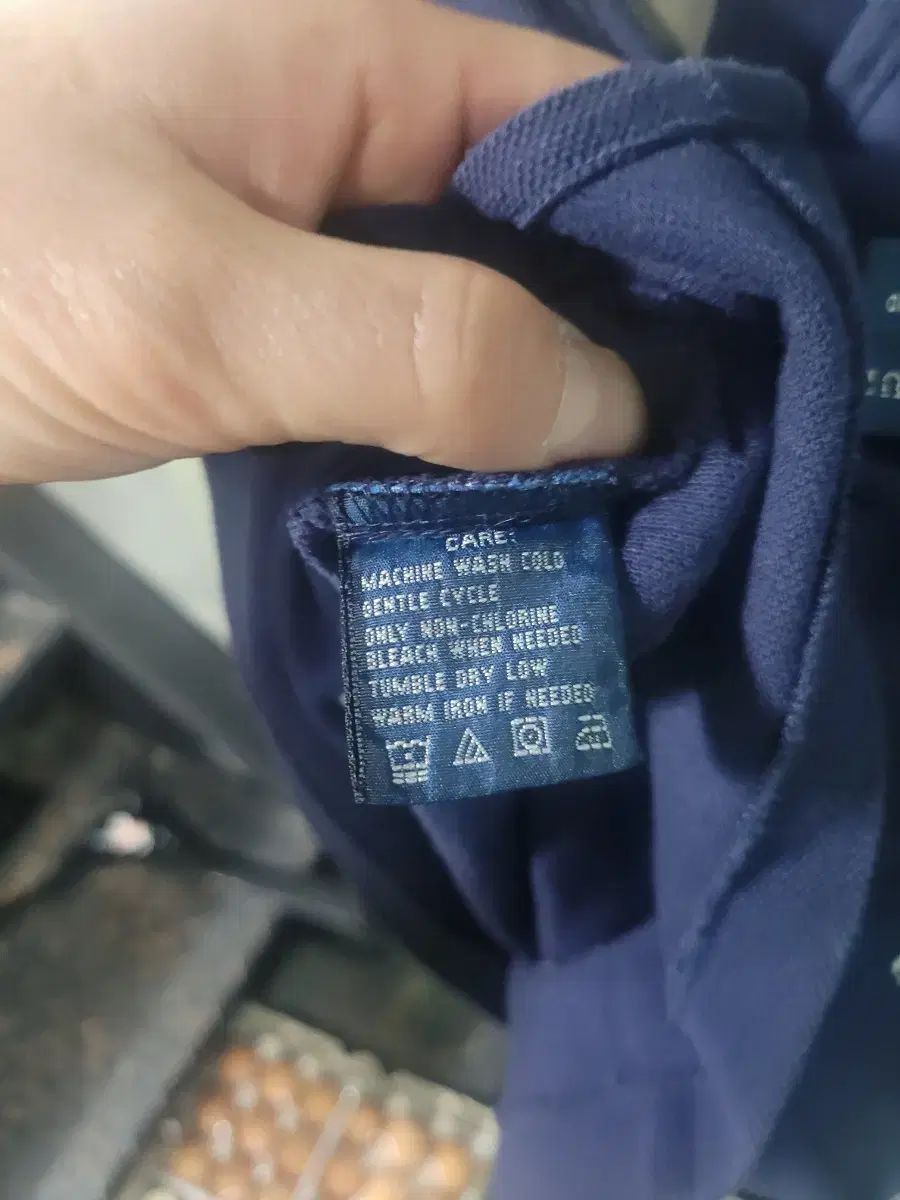 CARE:
MACHINE WASH COLD
GENTLE CYCLE
ONLY NON-CHLORINE
BLEACH WHEN NEEDED
TUMBLE DRY LOW
WARM IRON IF NEEDED